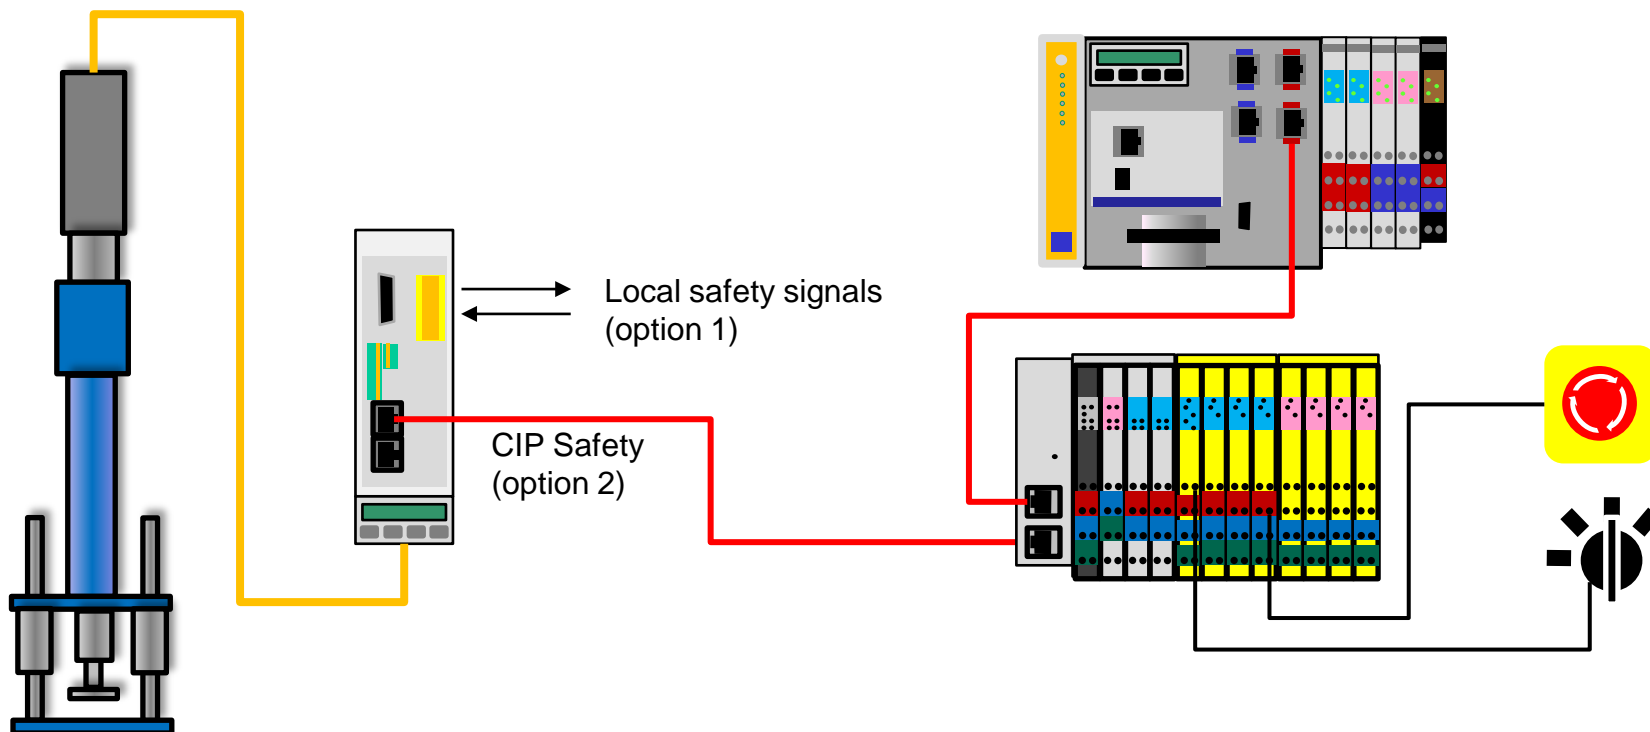 Local safety signals
(option 1)
CIP Safety
(option 2)